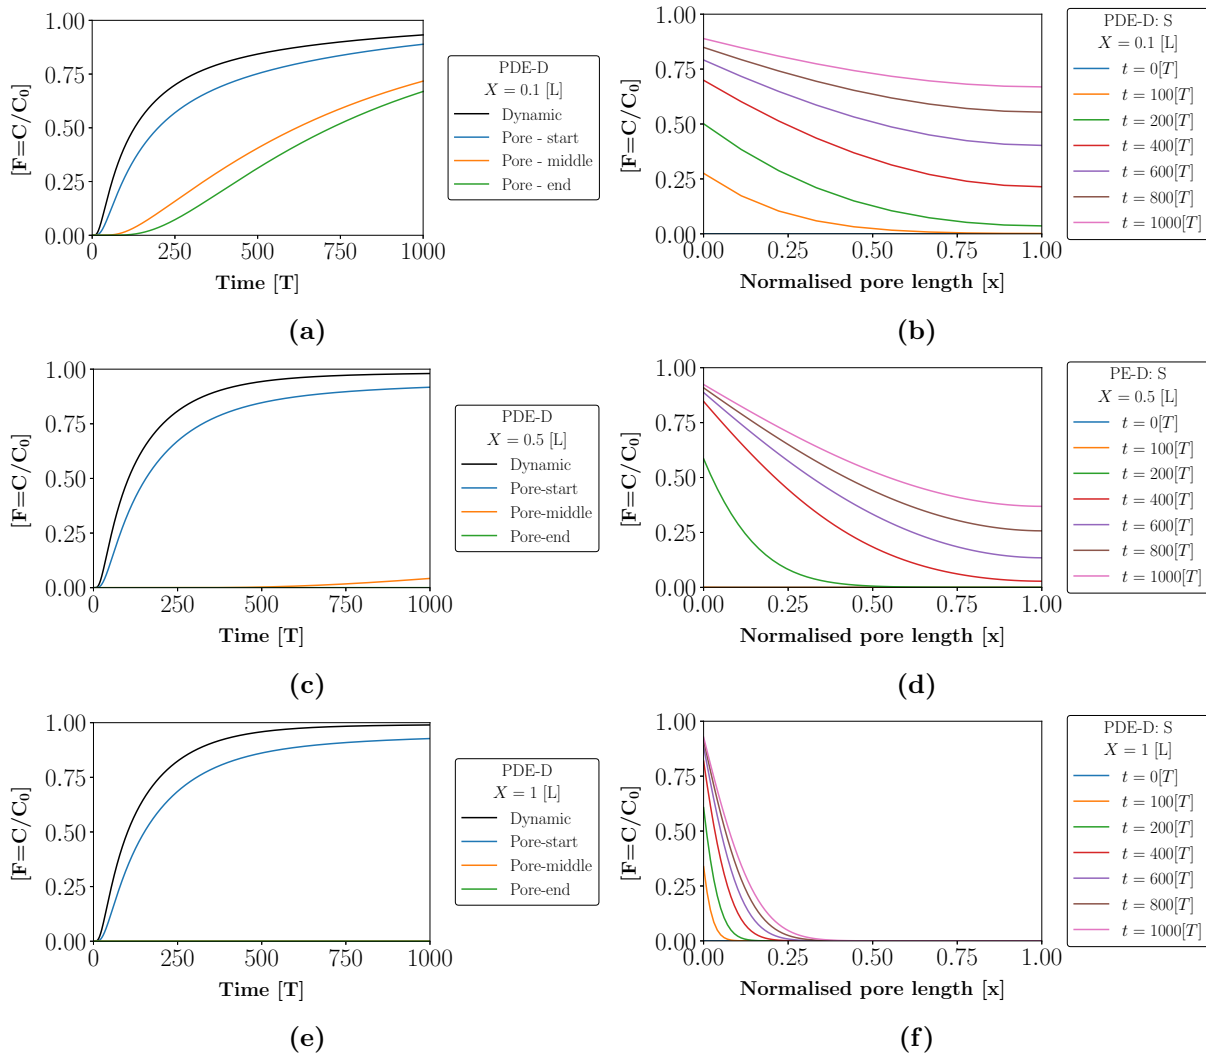 [F=C/C0]
1.00
0.75
0.50
0.25
0.00
0
250
500
750
1000
Time [T]
PDE-D
X = 0.1 [L]
Dynamic
Pore - start
Pore - middle
Pore - end
(a)
[F=C/C0]
1.00
0.75
0.50
0.25
0.00
0.00
0.25
0.50
0.75
1.00
Normalised pore length [x]
PDE-D: S
X = 0.1 [L]
t = 0[T]
t = 100[T]
t = 200[T]
t = 400[T]
t = 600[T]
t = 800[T]
t = 1000[T]
(b)
[F=C/C0]
1.00
0.75
0.50
0.25
0.00
0
250
500
750
1000
Time [T]
PDE-D
X = 0.5 [L]
Dynamic
Pore-start
Pore-middle
Pore-end
(c)
[F=C/C0]
1.00
0.75
0.50
0.25
0.00
0.00
0.25
0.50
0.75
1.00
Normalised pore length [x]
PE-D: S
X = 0.5 [L]
t = 0[T]
t = 100[T]
t = 200[T]
t = 400[T]
t = 600[T]
t = 800[T]
t = 1000[T]
(d)
[F=C/C0]
1.00
0.75
0.50
0.25
0.00
0
250
500
750
1000
Time [T]
PDE-D
X = 1 [L]
Dynamic
Pore-start
Pore-middle
Pore-end
(e)
[F=C/C0]
1.00
0.75
0.50
0.25
0.00
0.00
0.25
0.50
0.75
1.00
Normalised pore length [x]
PDE-D: S
X = 1 [L]
t = 0[T]
t = 100[T]
t = 200[T]
t = 400[T]
t = 600[T]
t = 800[T]
t = 1000[T]
(f)